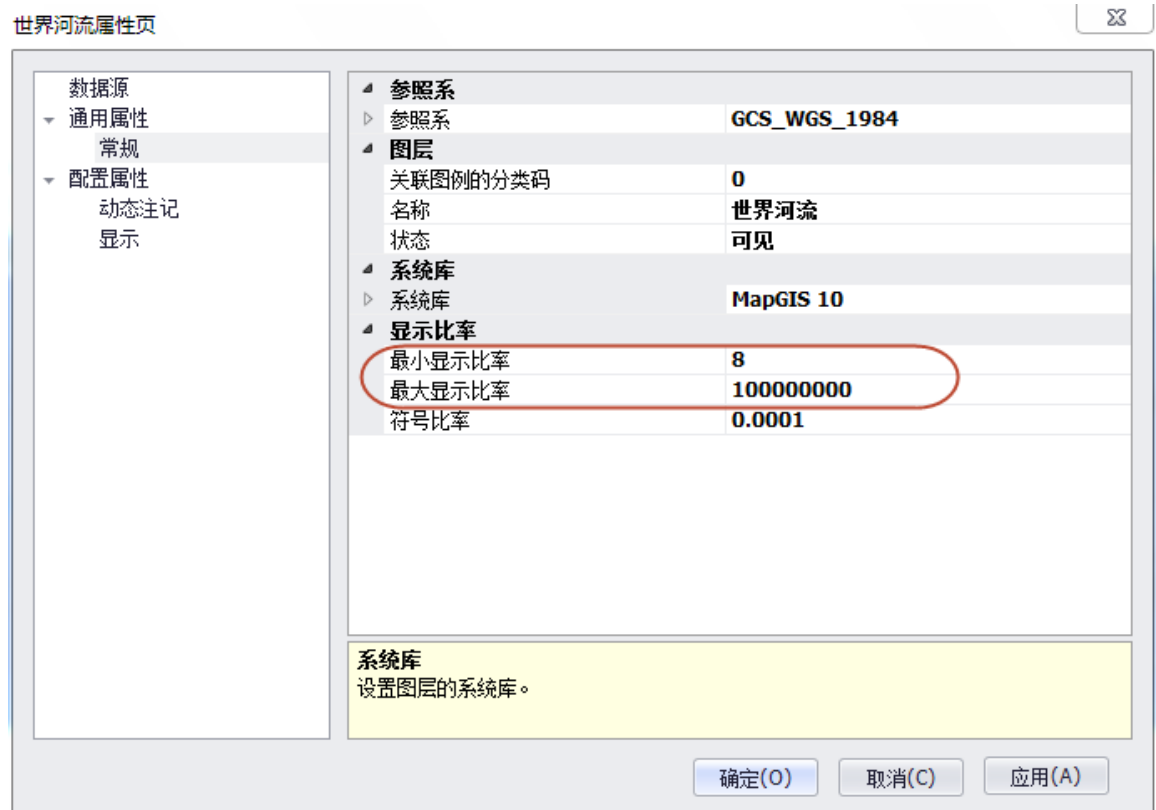 世界河流属性页
数据源
通用属性
常规
配置属性
动态注记
显示
参照系
参照系 GCS_WGS_1984
图层
关联图例的分类码 0
名称 世界河流
状态 可见
系统库
系统库 MapGIS 10
显示比率
最小显示比率 8
最大显示比率 100000000
符号比率 0.0001
系统库
设置图层的系统库。
确定(O) 取消(C) 应用(A)